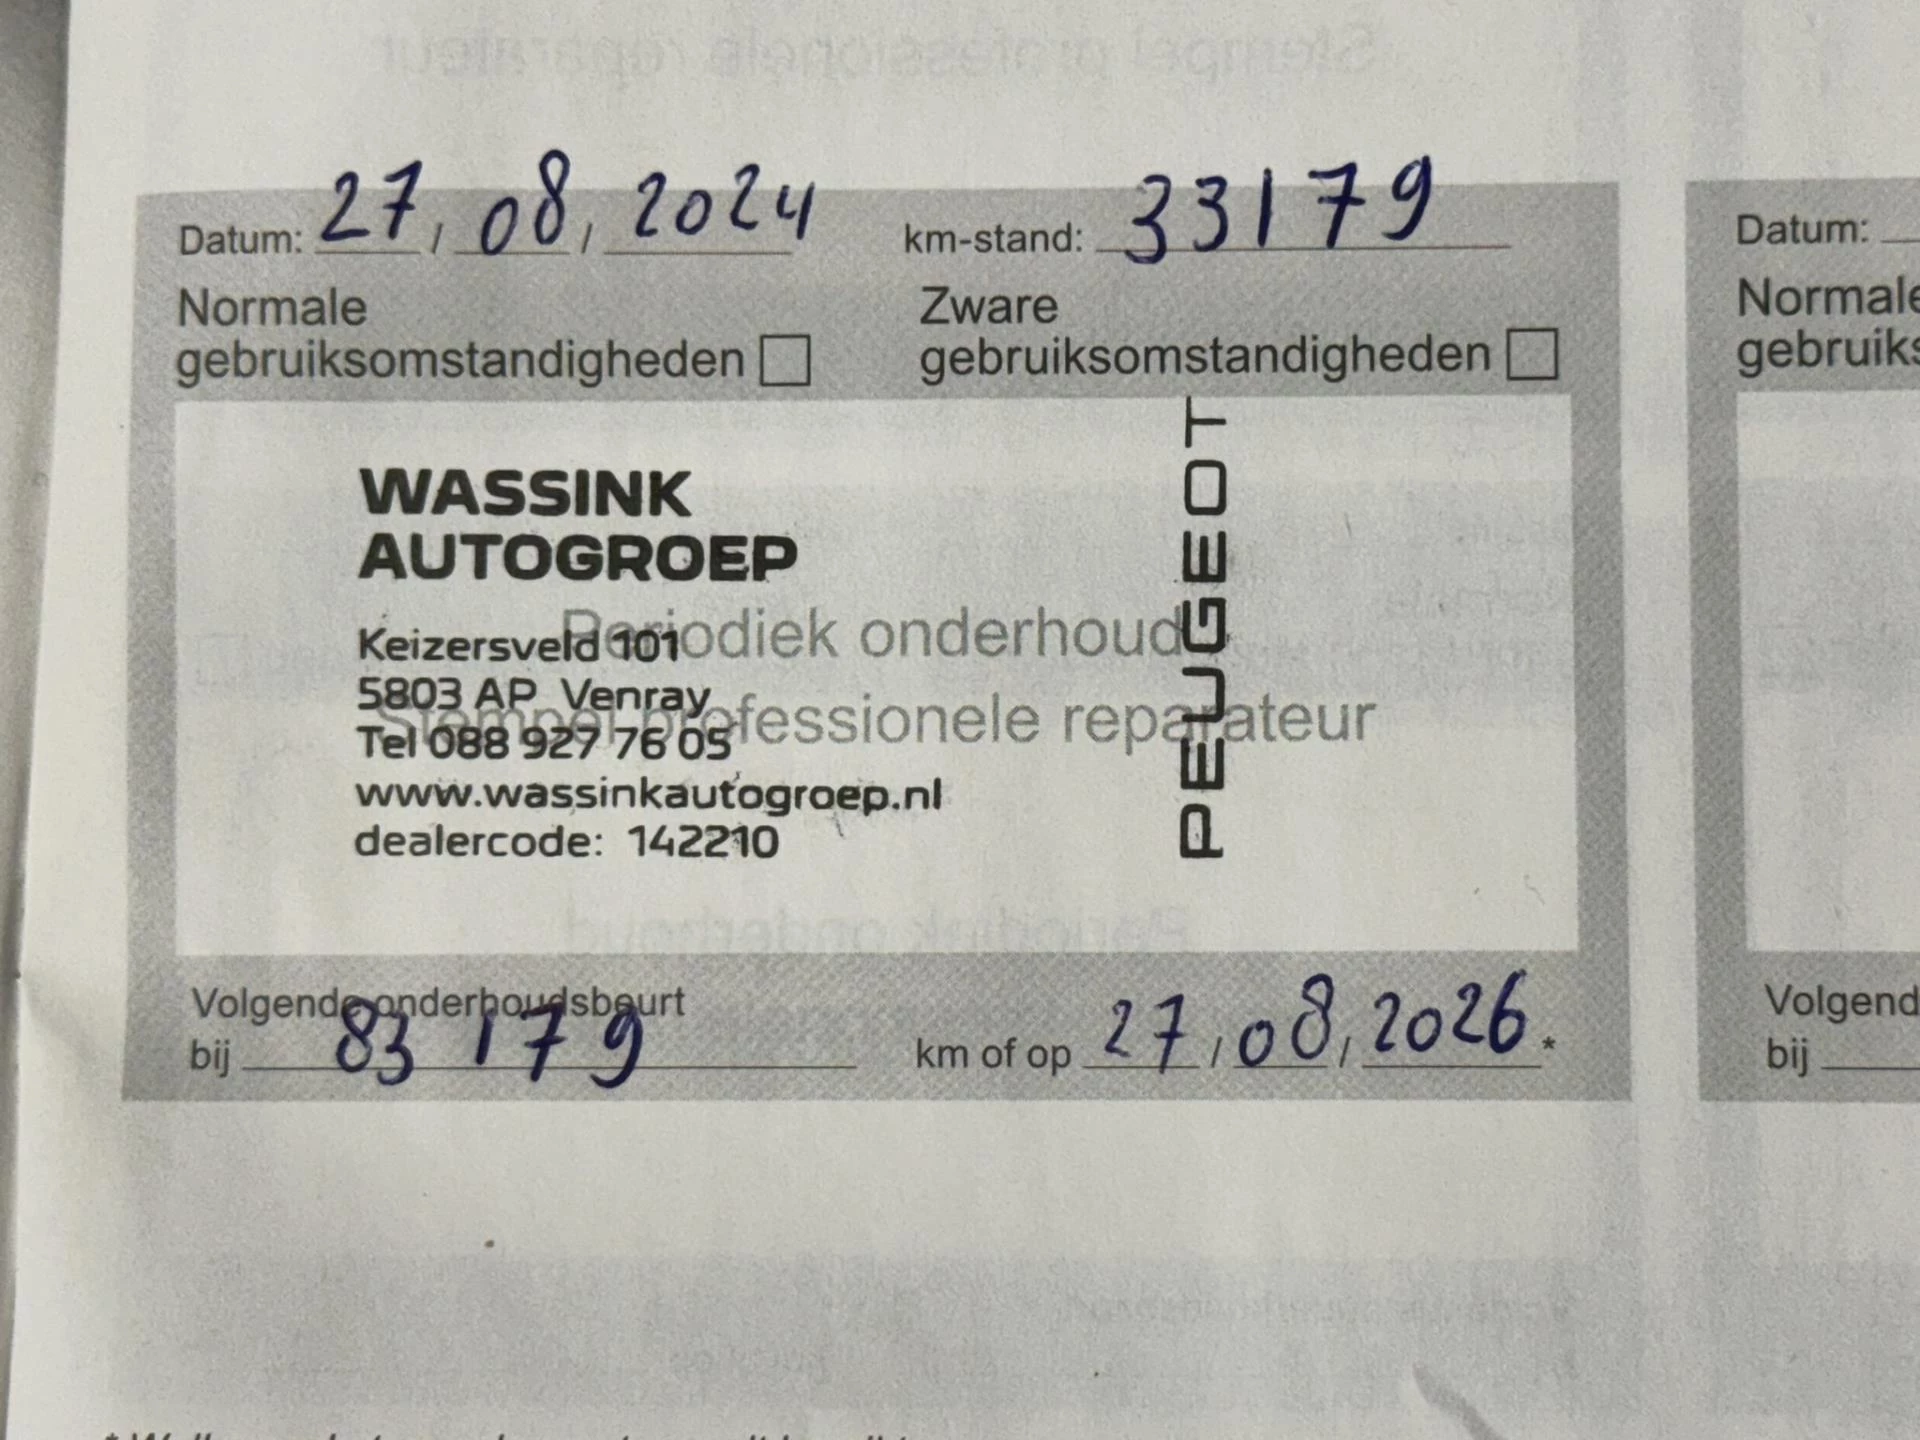 Datum: 27 / 08 / 2024 km-stand: 33179
Normale
gebruiksomstandigheden
Zware
gebruiksomstandigheden
WASSINK
AUTOGROEP
Periodiek onderhoud
Stempel professionele reparateur
Keizersveld 101
5803 AP Venray
Tel 088 927 76 05
www.wassinkautogroep.nl
dealercode: 142210
PEUGEOT
Volgende onderhoudsbeurt
bij 83179 km of op 27 / 08 / 2026 *
Datum:
Normale
gebruiks
Volgend
bij